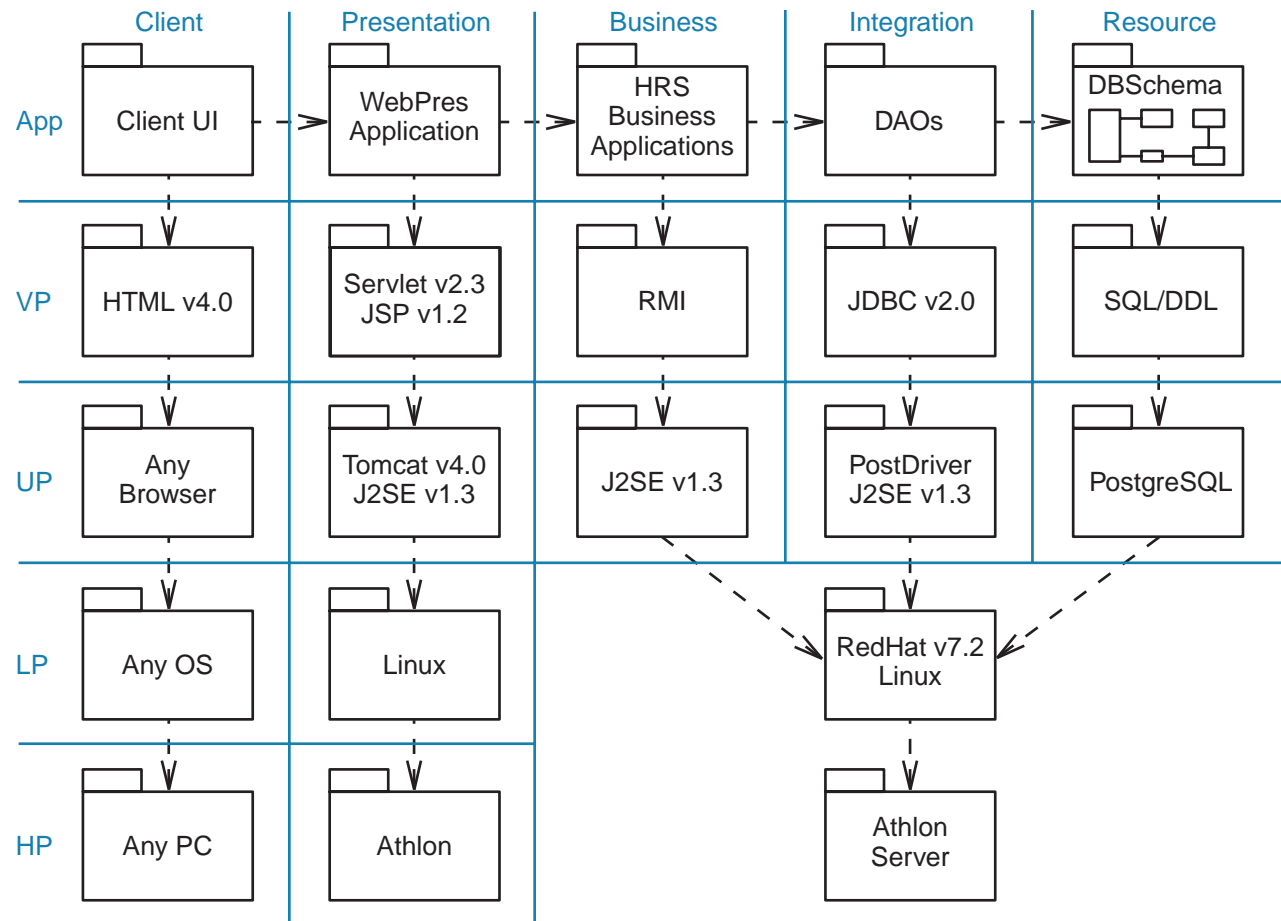 Client
Presentation
Business
Integration
Resource
App
Client UI
WebPres
Application
HRS
Business
Applications
DAOs
DBSchema
VP
HTML v4.0
Servlet v2.3
JSP v1.2
RMI
JDBC v2.0
SQL/DDL
UP
Any
Browser
Tomcat v4.0
J2SE v1.3
J2SE v1.3
PostDriver
J2SE v1.3
PostgreSQL
LP
Any OS
Linux
RedHat v7.2
Linux
HP
Any PC
Athlon
Athlon
Server